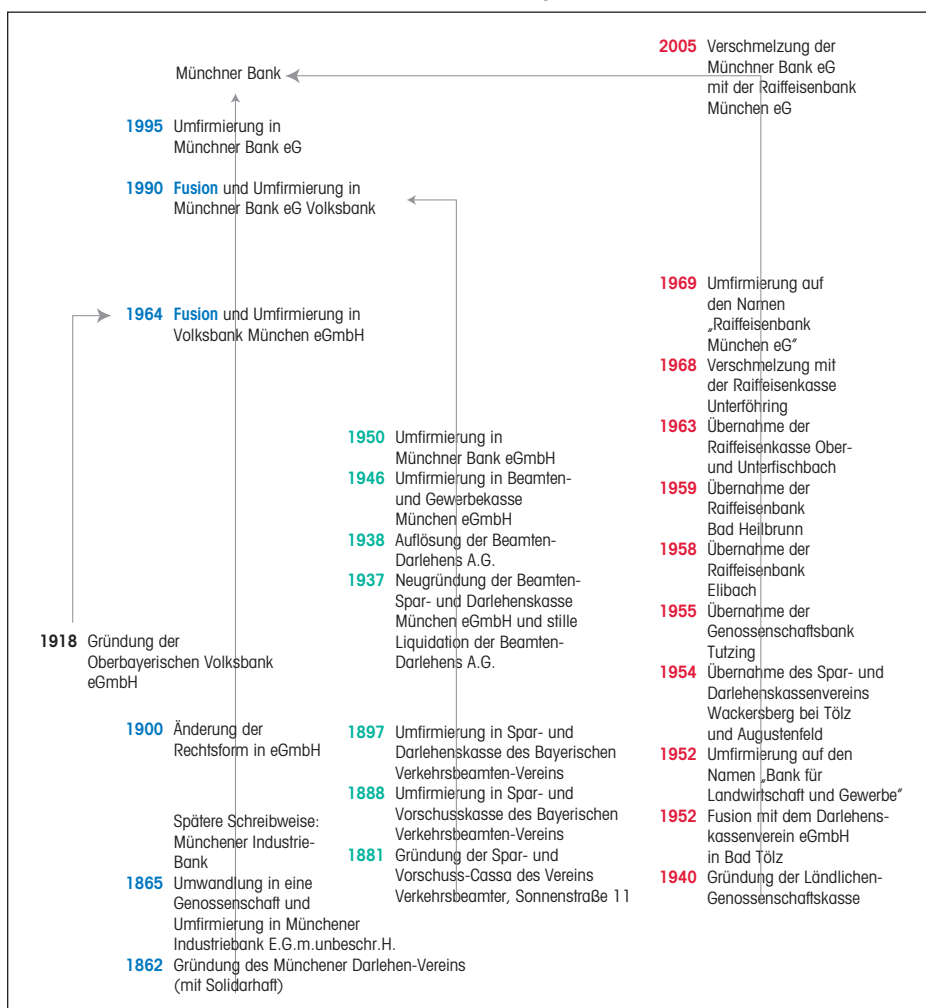 Münchner Bank
1995 Umfirmierung in
Münchner Bank eG
1990 Fusion und Umfirmierung in
Münchner Bank eG Volksbank
1964 Fusion und Umfirmierung in
Volksbank München eGmbH
1918 Gründung der
Oberbayerischen Volksbank
eGmbH
1900 Änderung der
Rechtsform in eGmbH
Spätere Schreibweise:
Münchener Industrie-
Bank
1865 Umwandlung in eine
Genossenschaft und
Umfirmierung in Münchener
Industriebank E.G.m.unbeschr.H.
1862 Gründung des Münchener Darlehen-Vereins
(mit Solidarhaft)
1950 Umfirmierung in
Münchner Bank eGmbH
1946 Umfirmierung in Beamten-
und Gewerbekasse
München eGmbH
1938 Auflösung der Beamten-
Darlehens A.G.
1937 Neugründung der Beamten-
Spar- und Darlehenskasse
München eGmbH und stille
Liquidation der Beamten-
Darlehens A.G.
1897 Umfirmierung in Spar- und
Darlehenskasse des Bayerischen
Verkehrsbeamten-Vereins
1888 Umfirmierung in Spar- und
Vorschusskasse des Bayerischen
Verkehrsbeamten-Vereins
1881 Gründung der Spar- und
Vorschuss-Cassa des Vereins
Verkehrsbeamter, Sonnenstraße 11
2005 Verschmelzung der
Münchner Bank eG
mit der Raiffeisenbank
München eG
1969 Umfirmierung auf
den Namen
„Raiffeisenbank
München eG“
1968 Verschmelzung mit
der Raiffeisenkasse
Unterföhring
1963 Übernahme der
Raiffeisenkasse Ober-
und Unterfischbach
1959 Übernahme der
Raiffeisenbank
Bad Heilbrunn
1958 Übernahme der
Raiffeisenbank
Elibach
1955 Übernahme der
Genossenschaftsbank
Tutzing
1954 Übernahme des Spar- und
Darlehenskassenvereins
Wackersberg bei Tölz
und Augustenfeld
1952 Umfirmierung auf den
Namen „Bank für
Landwirtschaft und Gewerbe“
1952 Fusion mit dem Darlehens-
kassenverein eGmbH
in Bad Tölz
1940 Gründung der Ländlichen-
Genossenschaftskasse